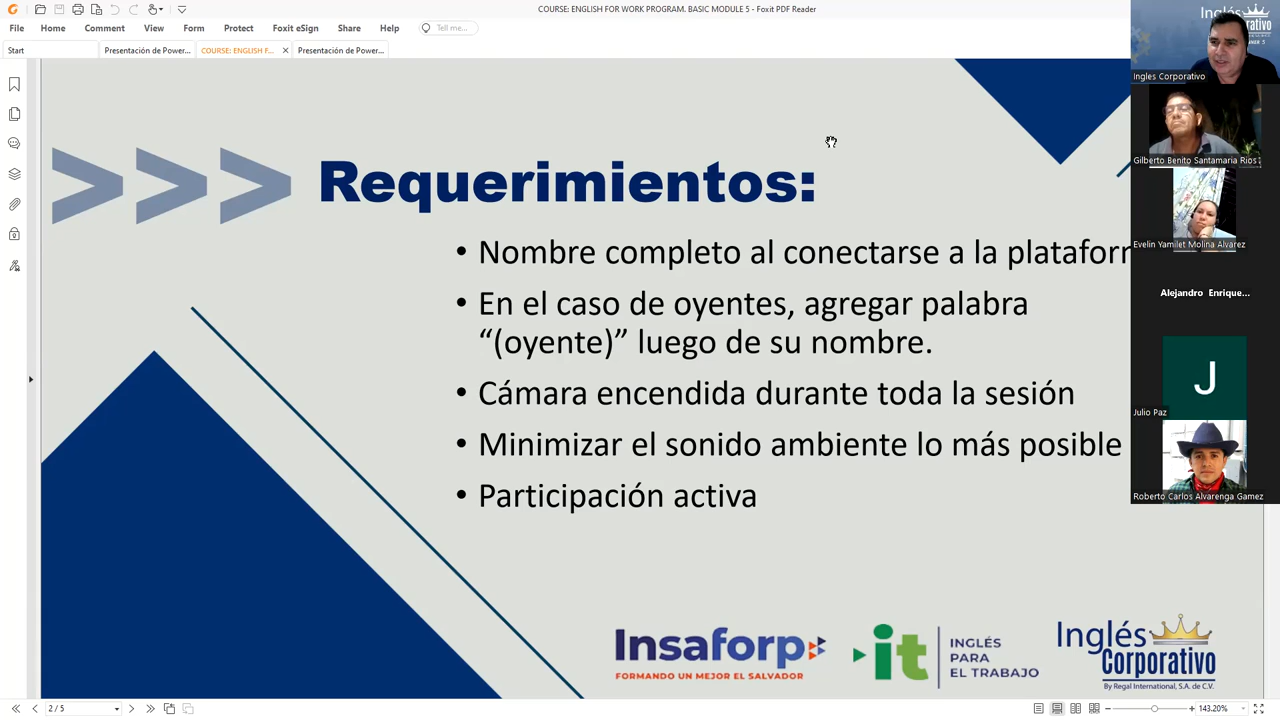 COURSE: ENGLISH FOR WORK PROGRAM. BASIC MODULE 5 - Foxit PDF Reader
File Home Comment View Form Protect Foxit eSign Share Help Tell me...
Start Presentación de Power... COURSE: ENGLISH F... Presentación de Power...
Requerimientos:
• Nombre completo al conectarse a la platafor
• En el caso de oyentes, agregar palabra
“(oyente)” luego de su nombre.
• Cámara encendida durante toda la sesión
• Minimizar el sonido ambiente lo más posible
• Participación activa
Insaforp
FORMANDO UN MEJOR EL SALVADOR
it
INGLÉS
PARA
EL TRABAJO
Inglés
Corporativo
By Regal International, S.A. de C.V.
Inglés
Corporativo
Ingles Corporativo
Gilberto Benito Santamaria Rios
Evelin Yamilet Molina Alvarez
Alejandro Enrique...
J
Julio Paz
Roberto Carlos Alvarenga Gamez
2 / 5
143.20%